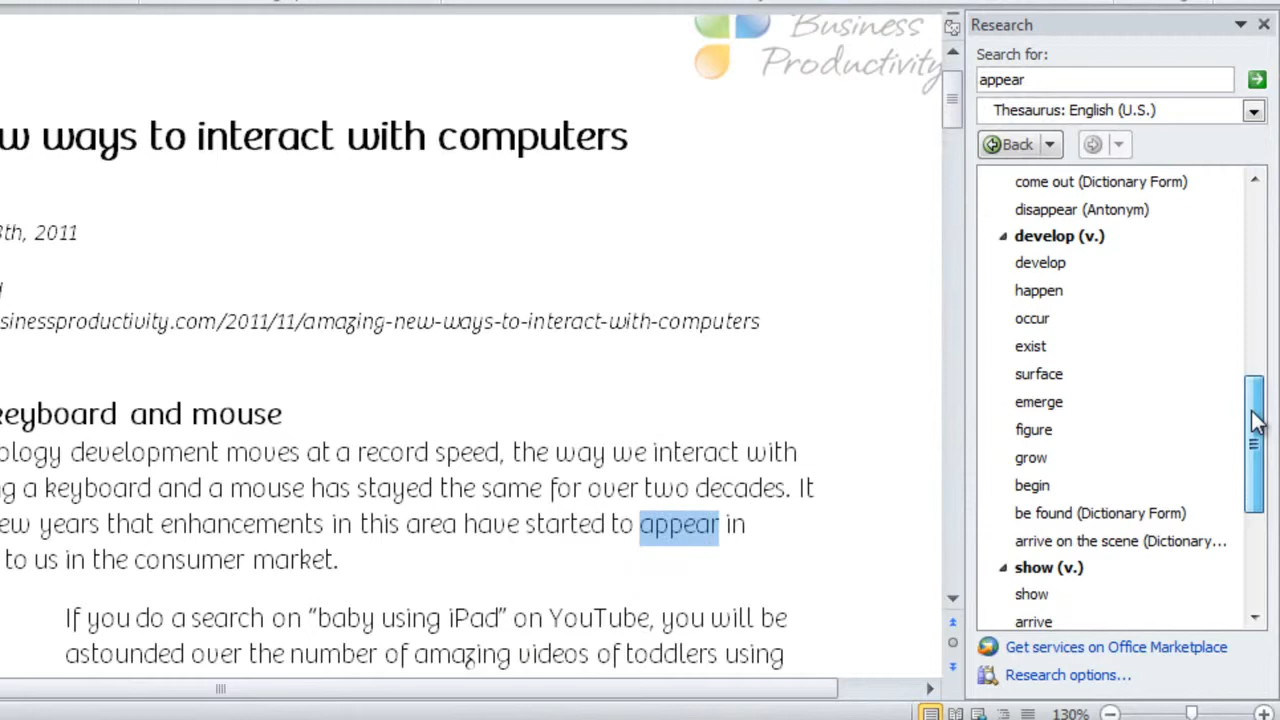 Business
Productivity
w ways to interact with computers
8th, 2011
sinessproductivity.com/2011/11/amazing-new-ways-to-interact-with-computers
keyboard and mouse
ology development moves at a record speed, the way we interact with
g a keyboard and a mouse has stayed the same for over two decades. It
ew years that enhancements in this area have started to appear in
to us in the consumer market.
If you do a search on “baby using iPad” on YouTube, you will be
astounded over the number of amazing videos of toddlers using
Research
Search for:
appear
Thesaurus: English (U.S.)
Back
come out (Dictionary Form)
disappear (Antonym)
develop (v.)
develop
happen
occur
exist
surface
emerge
figure
grow
begin
be found (Dictionary Form)
arrive on the scene (Dictionary...
show (v.)
show
arrive
Get services on Office Marketplace
Research options...
130%